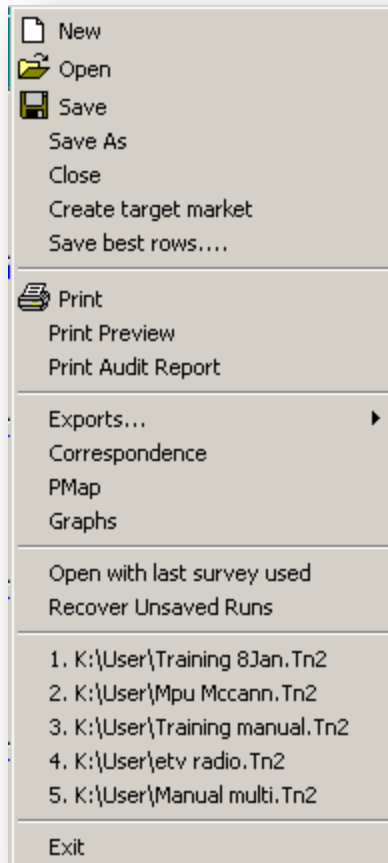 New
Open
Save
Save As
Close
Create target market
Save best rows....
Print
Print Preview
Print Audit Report
Exports...
Correspondence
PMap
Graphs
Open with last survey used
Recover Unsaved Runs
1. K:\User\Training 8Jan.Tn2
2. K:\User\Mpu Mccann.Tn2
3. K:\User\Training manual.Tn2
4. K:\User\etv radio.Tn2
5. K:\User\Manual multi.Tn2
Exit